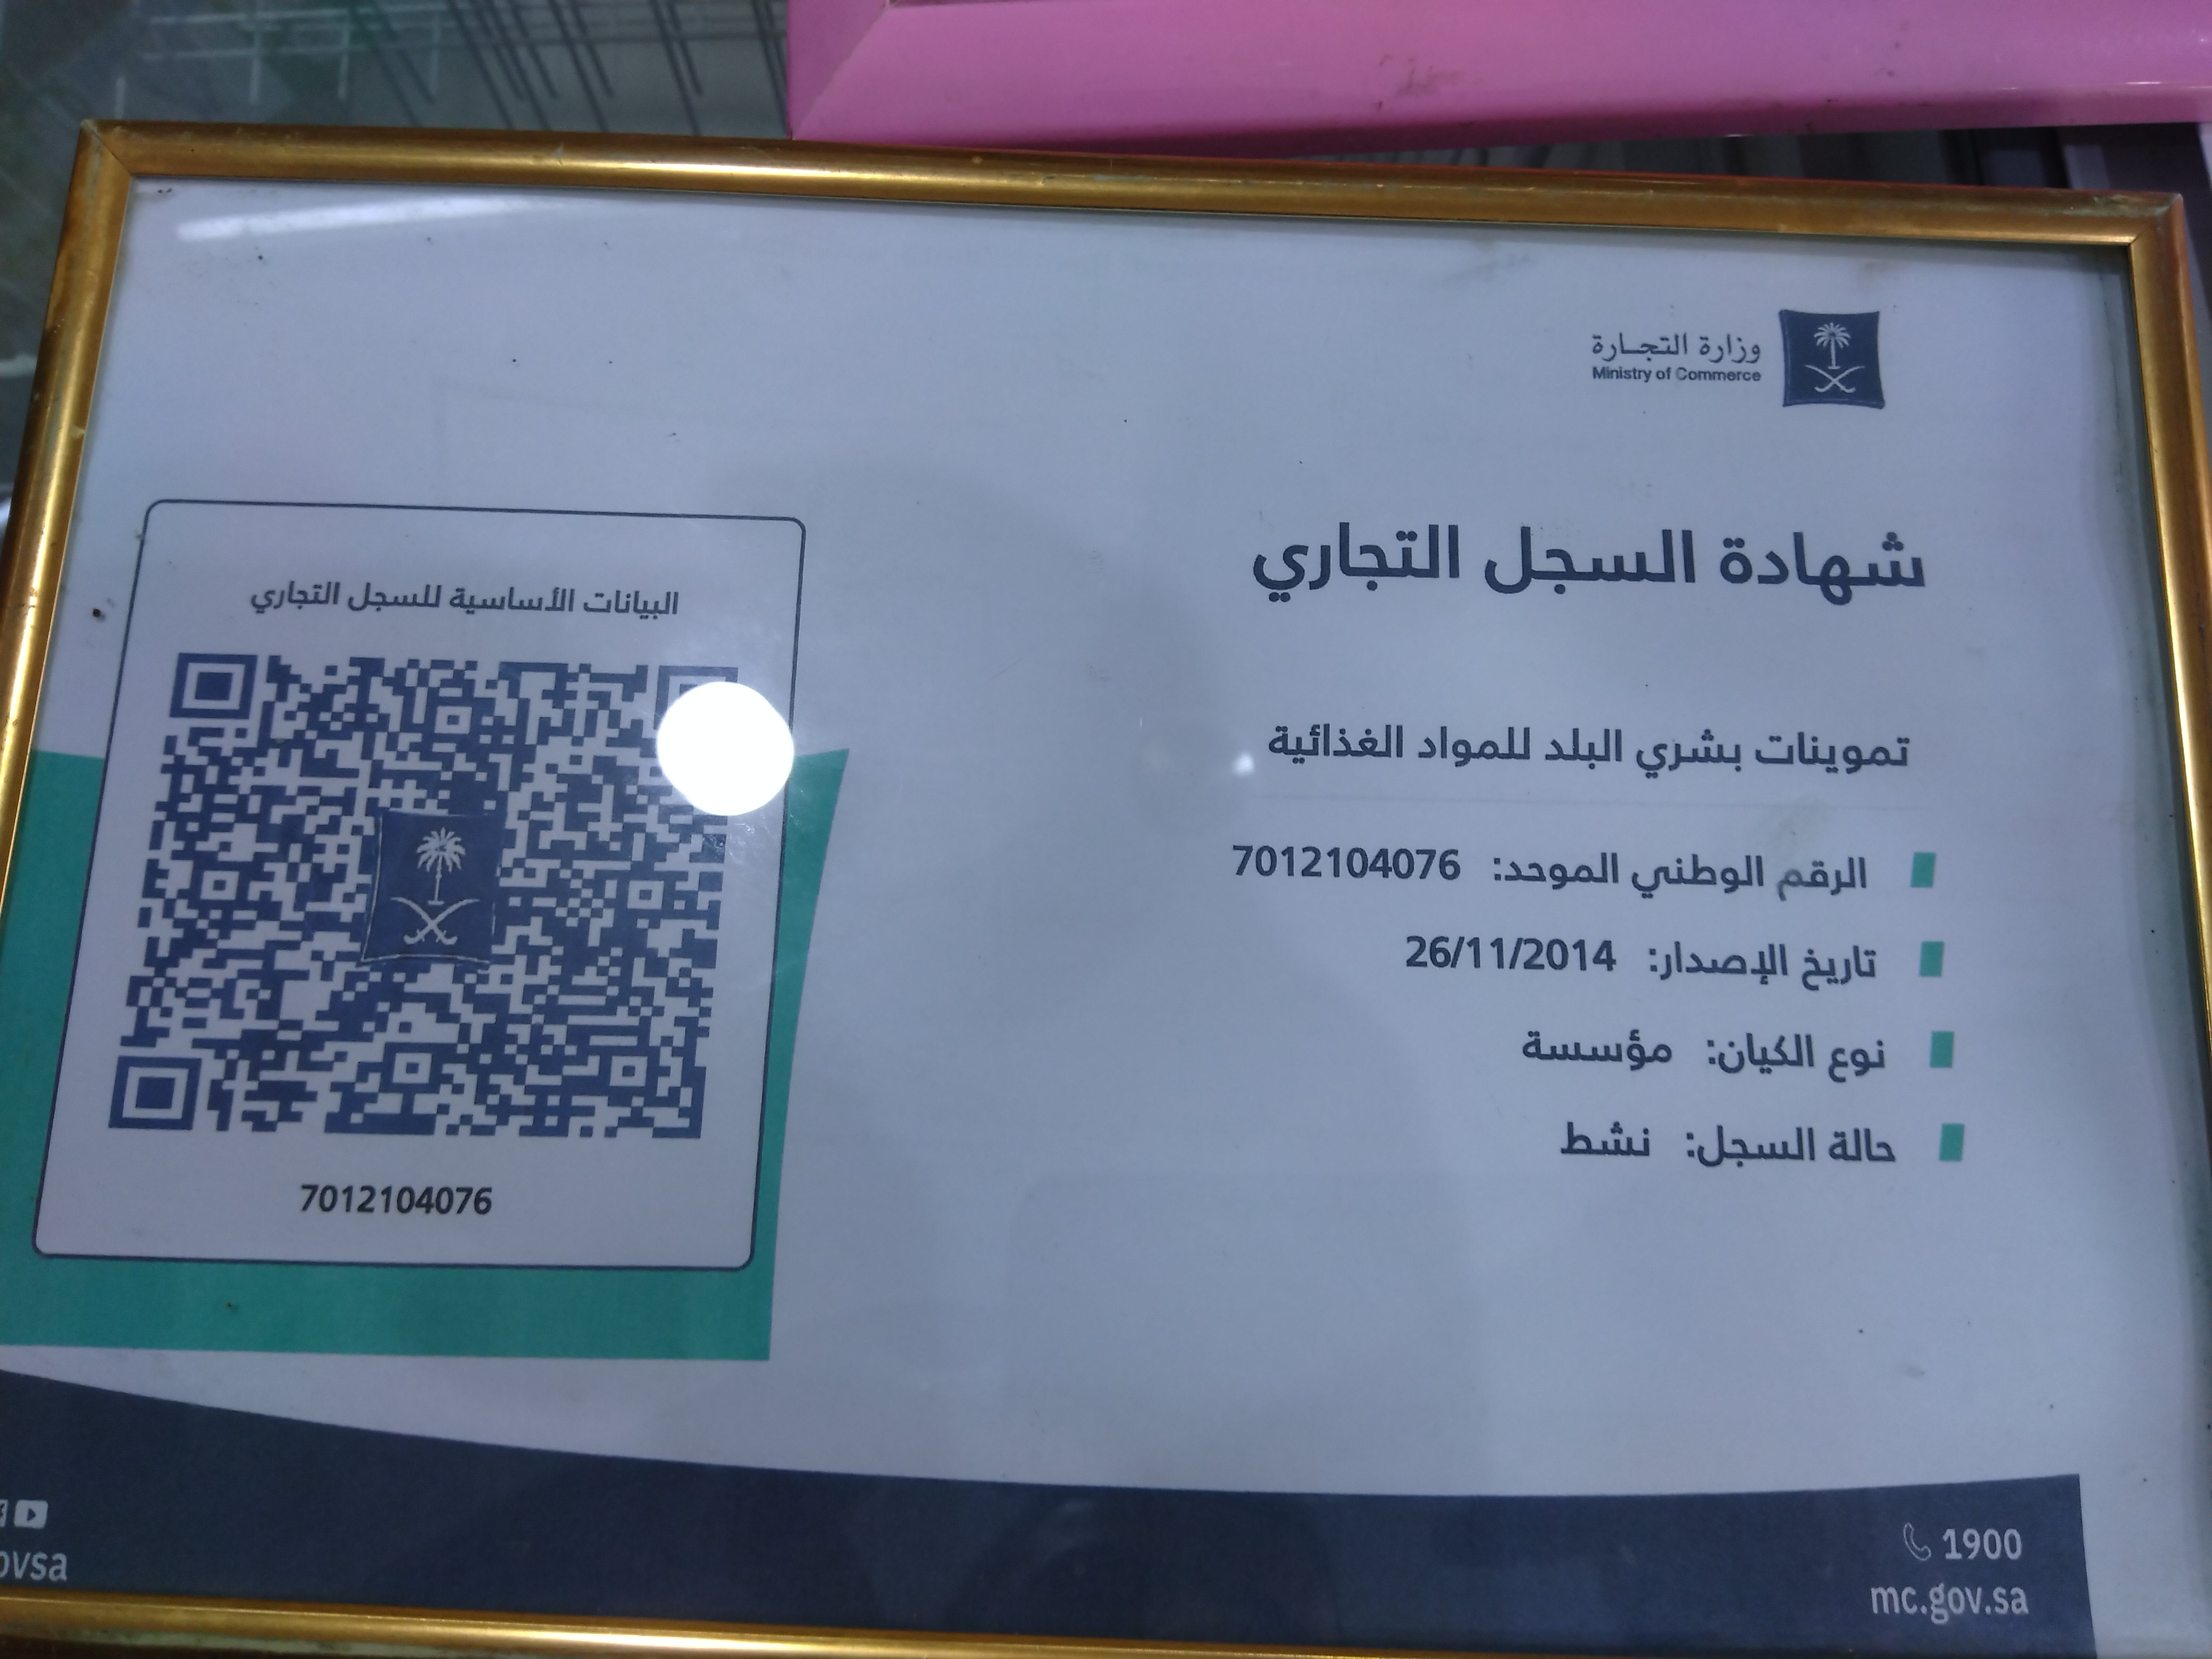 وزارة التجـارة
Ministry of Commerce
شهادة السجل التجاري
تموينات بشري البلد للمواد الغذائية
الرقم الوطني الموحد: 7012104076
تاريخ الإصدار: 26/11/2014
نوع الكيان: مؤسسة
حالة السجل: نشط
البيانات الأساسية للسجل التجاري
7012104076
1900
mc.gov.sa